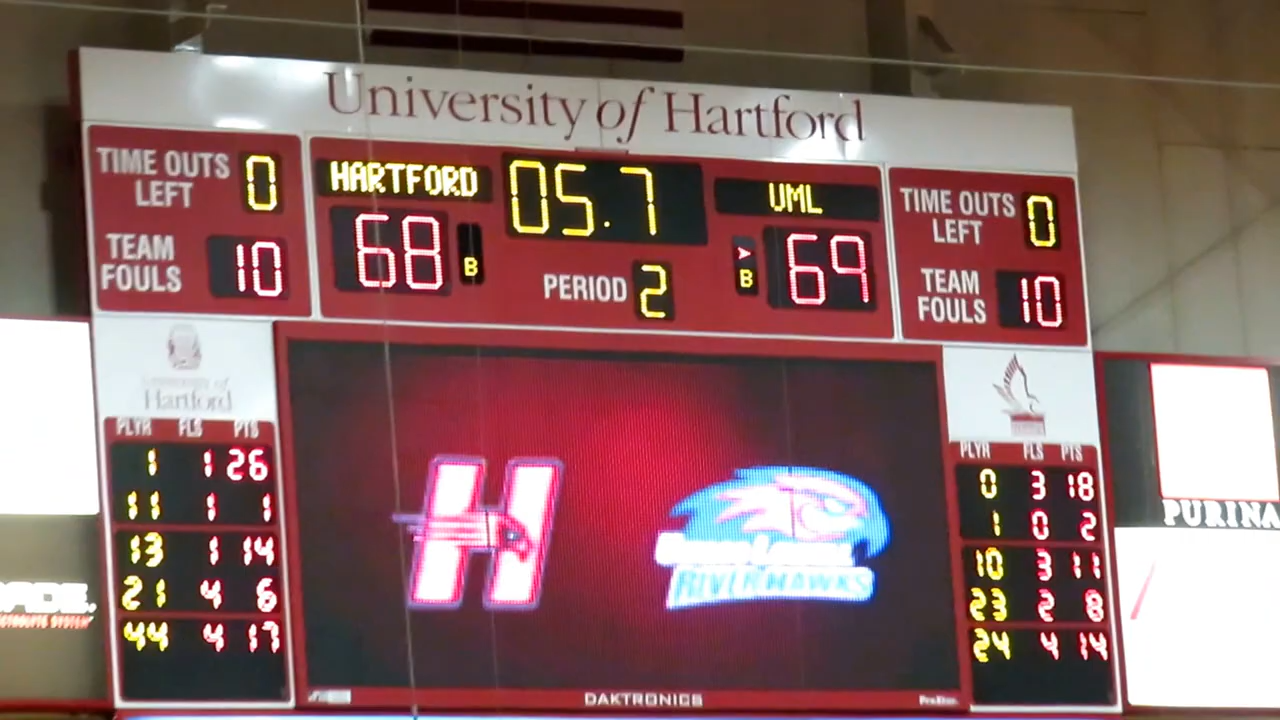 University of Hartford
TIME OUTS
LEFT 0
TEAM
FOULS 10
HARTFORD
68 B
05.7
PERIOD 2
UML
B 69
TIME OUTS
LEFT 0
TEAM
FOULS 10
University of
Hartford
PLYR FLS PTS
1 1 26
11 1 1
13 1 14
21 4 6
44 4 17
H
RIVER HAWKS
PLYR FLS PTS
0 3 18
1 0 2
10 3 11
23 2 8
24 4 14
DAKTRONICS
PURINA